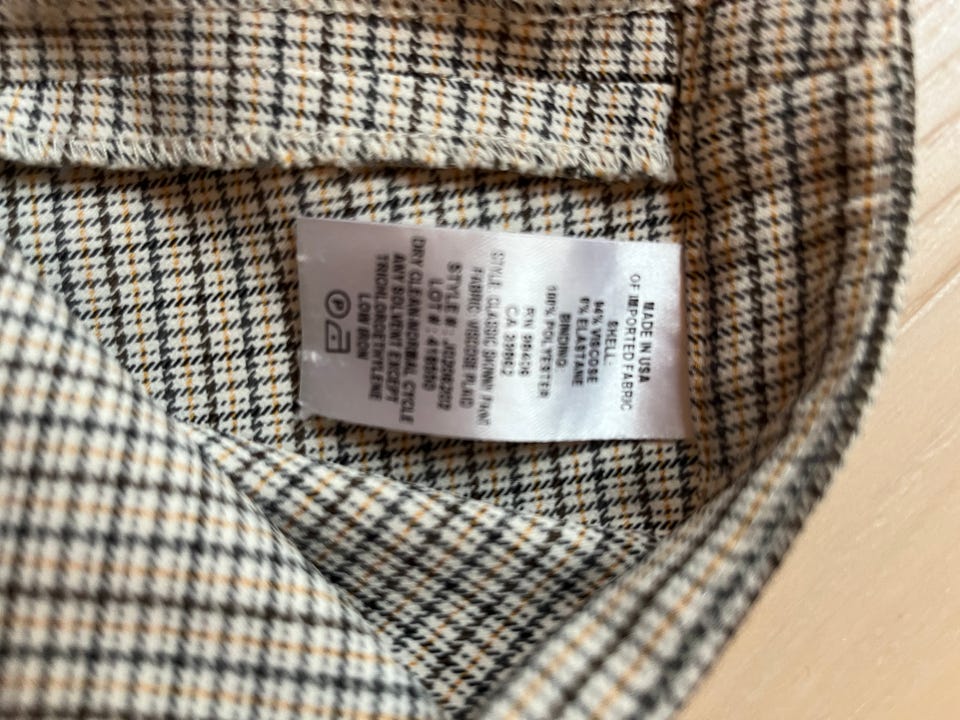 MADE IN USA
OF IMPORTED FABRIC
SHELL:
94% VISCOSE
6% ELASTANE
BINDING
100% POLYESTER
RN
CA
STYLE: CLASSIC SKINNY PANT
FABRIC: VISCOSE PLAID
STYLE #
LOT #:
DRY CLEAN-NORMAL CYCLE
ANY SOLVENT EXCEPT
TRICHLOROETHYLENE
LOW IRON
P